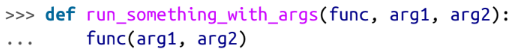 >>> def run_something_with_args(func, arg1, arg2):
...     func(arg1, arg2)